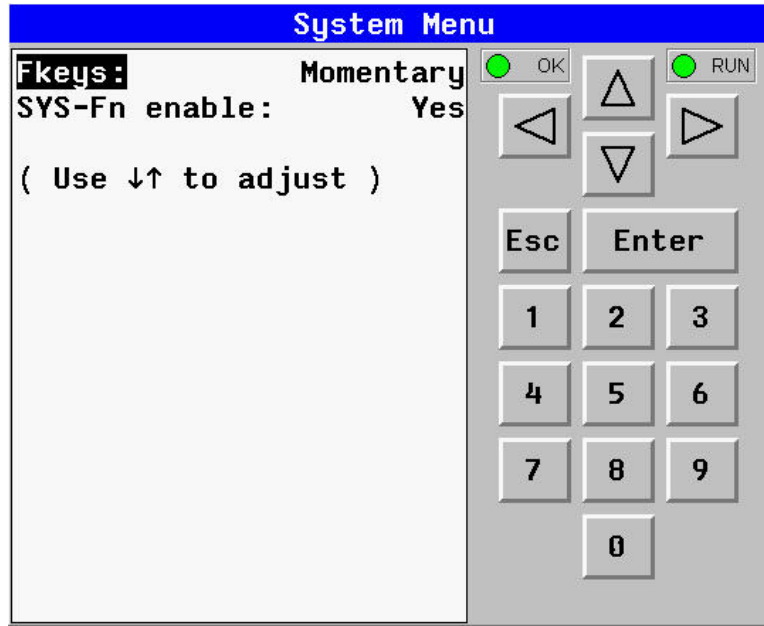 System Menu
Fkeys: Momentary
SYS-Fn enable: Yes
( Use ↓↑ to adjust )
OK
RUN
Esc Enter
1 2 3
4 5 6
7 8 9
0